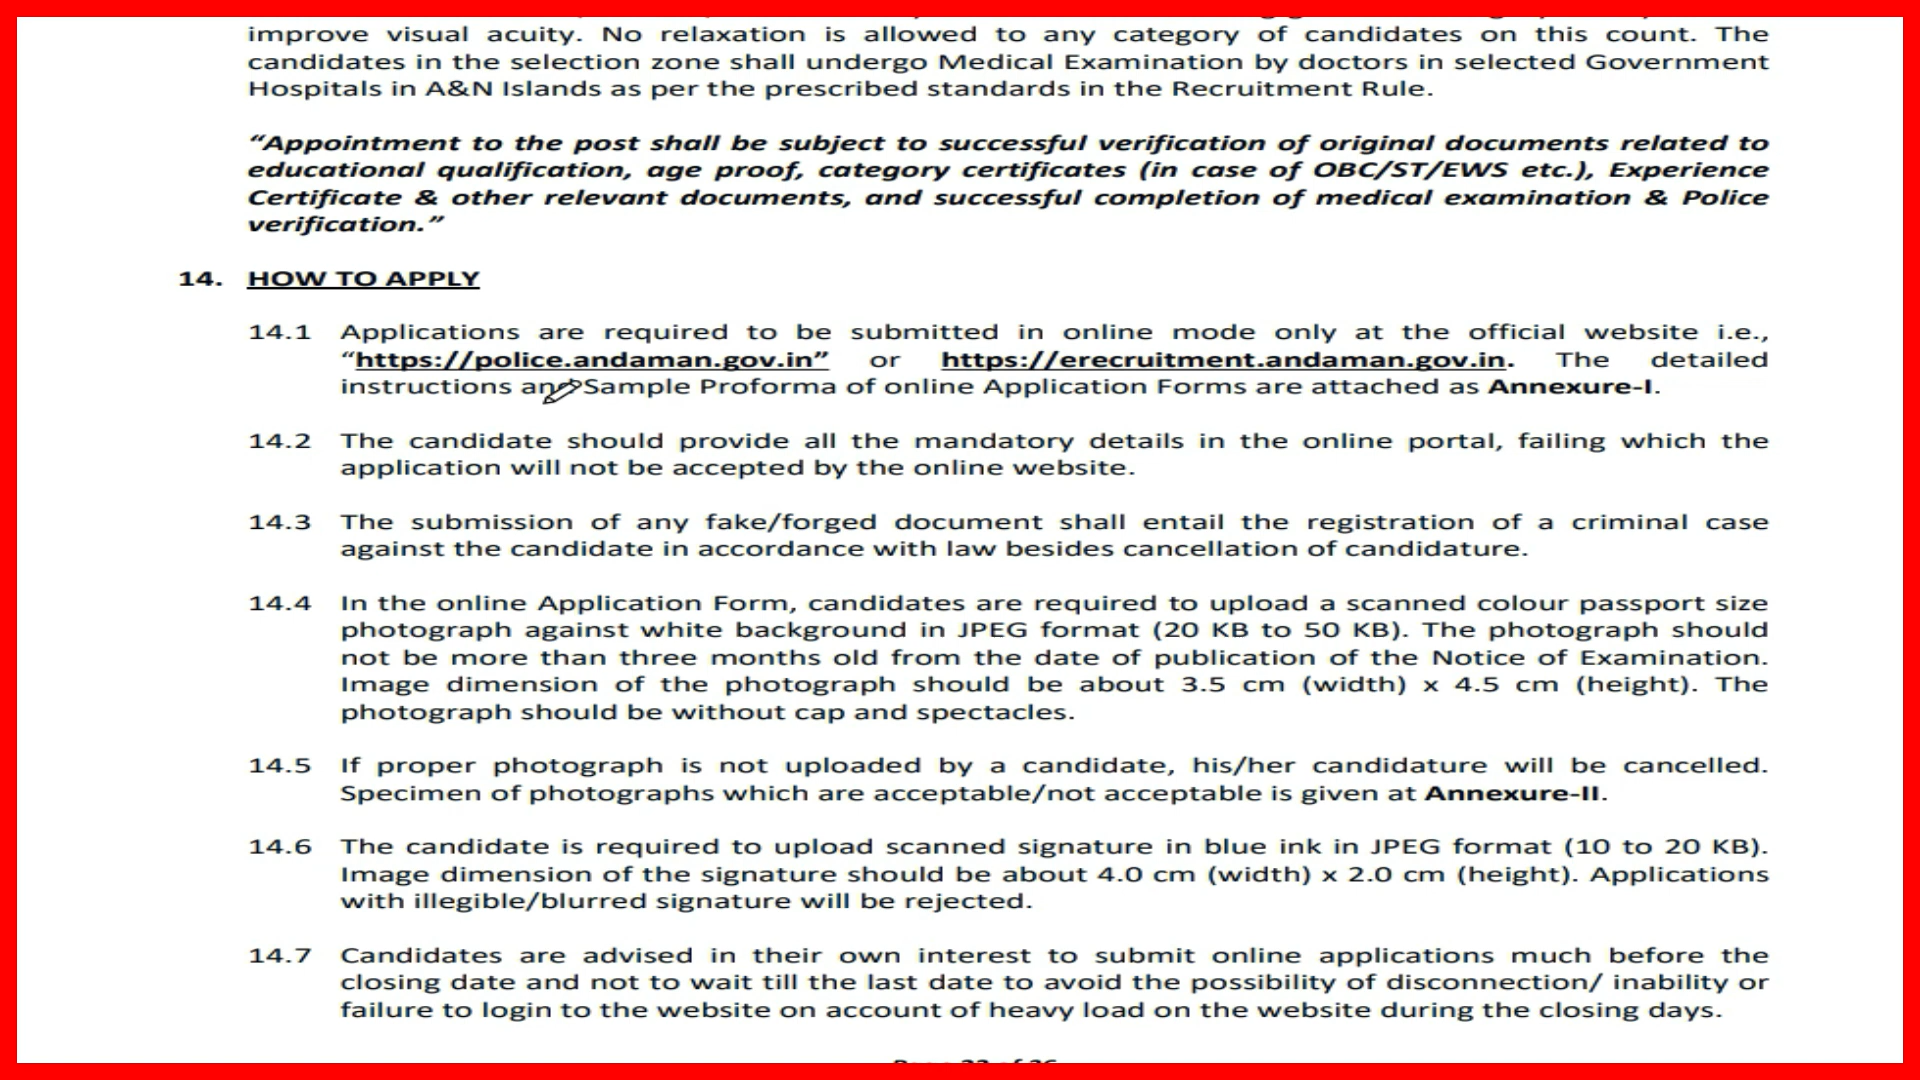 improve visual acuity. No relaxation is allowed to any category of candidates on this count. The
candidates in the selection zone shall undergo Medical Examination by doctors in selected Government
Hospitals in A&N Islands as per the prescribed standards in the Recruitment Rule.
“Appointment to the post shall be subject to successful verification of original documents related to
educational qualification, age proof, category certificates (in case of OBC/ST/EWS etc.), Experience
Certificate & other relevant documents, and successful completion of medical examination & Police
verification.”
14. HOW TO APPLY
14.1 Applications are required to be submitted in online mode only at the official website i.e.,
“https://police.andaman.gov.in” or https://erecruitment.andaman.gov.in. The detailed
instructions and Sample Proforma of online Application Forms are attached as Annexure-I.
14.2 The candidate should provide all the mandatory details in the online portal, failing which the
application will not be accepted by the online website.
14.3 The submission of any fake/forged document shall entail the registration of a criminal case
against the candidate in accordance with law besides cancellation of candidature.
14.4 In the online Application Form, candidates are required to upload a scanned colour passport size
photograph against white background in JPEG format (20 KB to 50 KB). The photograph should
not be more than three months old from the date of publication of the Notice of Examination.
Image dimension of the photograph should be about 3.5 cm (width) x 4.5 cm (height). The
photograph should be without cap and spectacles.
14.5 If proper photograph is not uploaded by a candidate, his/her candidature will be cancelled.
Specimen of photographs which are acceptable/not acceptable is given at Annexure-II.
14.6 The candidate is required to upload scanned signature in blue ink in JPEG format (10 to 20 KB).
Image dimension of the signature should be about 4.0 cm (width) x 2.0 cm (height). Applications
with illegible/blurred signature will be rejected.
14.7 Candidates are advised in their own interest to submit online applications much before the
closing date and not to wait till the last date to avoid the possibility of disconnection/ inability or
failure to login to the website on account of heavy load on the website during the closing days.